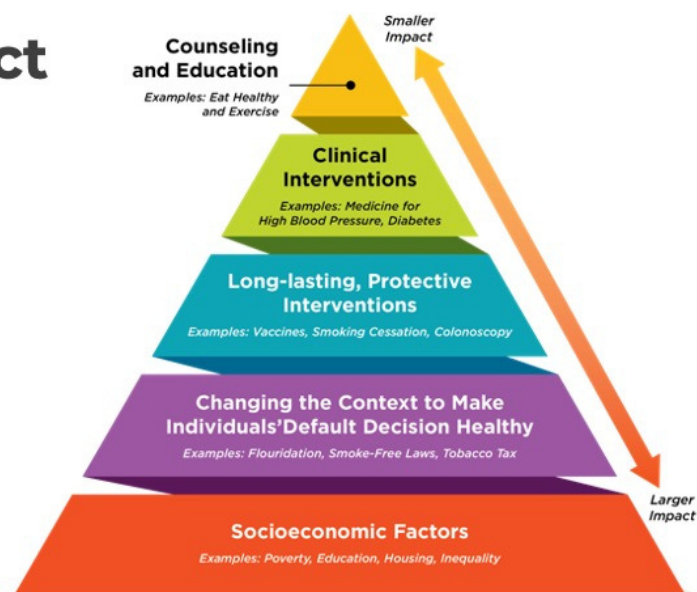 ct
Smaller
Impact
Counseling
and Education
Examples: Eat Healthy
and Exercise
Clinical
Interventions
Examples: Medicine for
High Blood Pressure, Diabetes
Long-lasting, Protective
Interventions
Examples: Vaccines, Smoking Cessation, Colonoscopy
Changing the Context to Make
Individuals'Default Decision Healthy
Examples: Flouridation, Smoke-Free Laws, Tobacco Tax
Larger
Impact
Socioeconomic Factors
Examples: Poverty, Education, Housing, Inequality